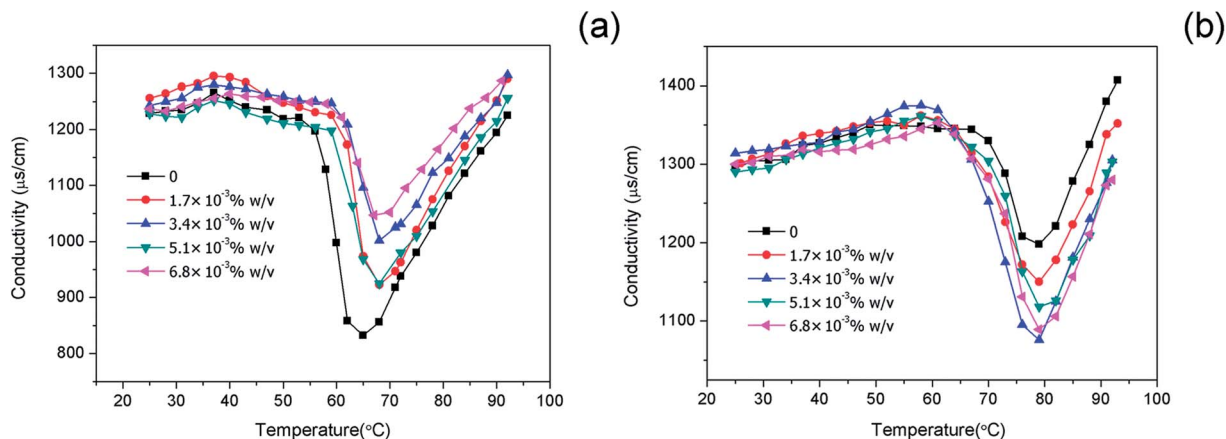 (a)
1300
1200
1100
1000
900
800
Conductivity (μs/cm)
0
1.7× 10⁻³% w/v
3.4× 10⁻³% w/v
5.1× 10⁻³% w/v
6.8× 10⁻³% w/v
20 30 40 50 60 70 80 90 100
Temperature(°C)
(b)
1400
1300
1200
1100
Conductivity (μs/cm)
0
1.7× 10⁻³% w/v
3.4× 10⁻³% w/v
5.1× 10⁻³% w/v
6.8× 10⁻³% w/v
20 30 40 50 60 70 80 90 100
Temperature(°C)